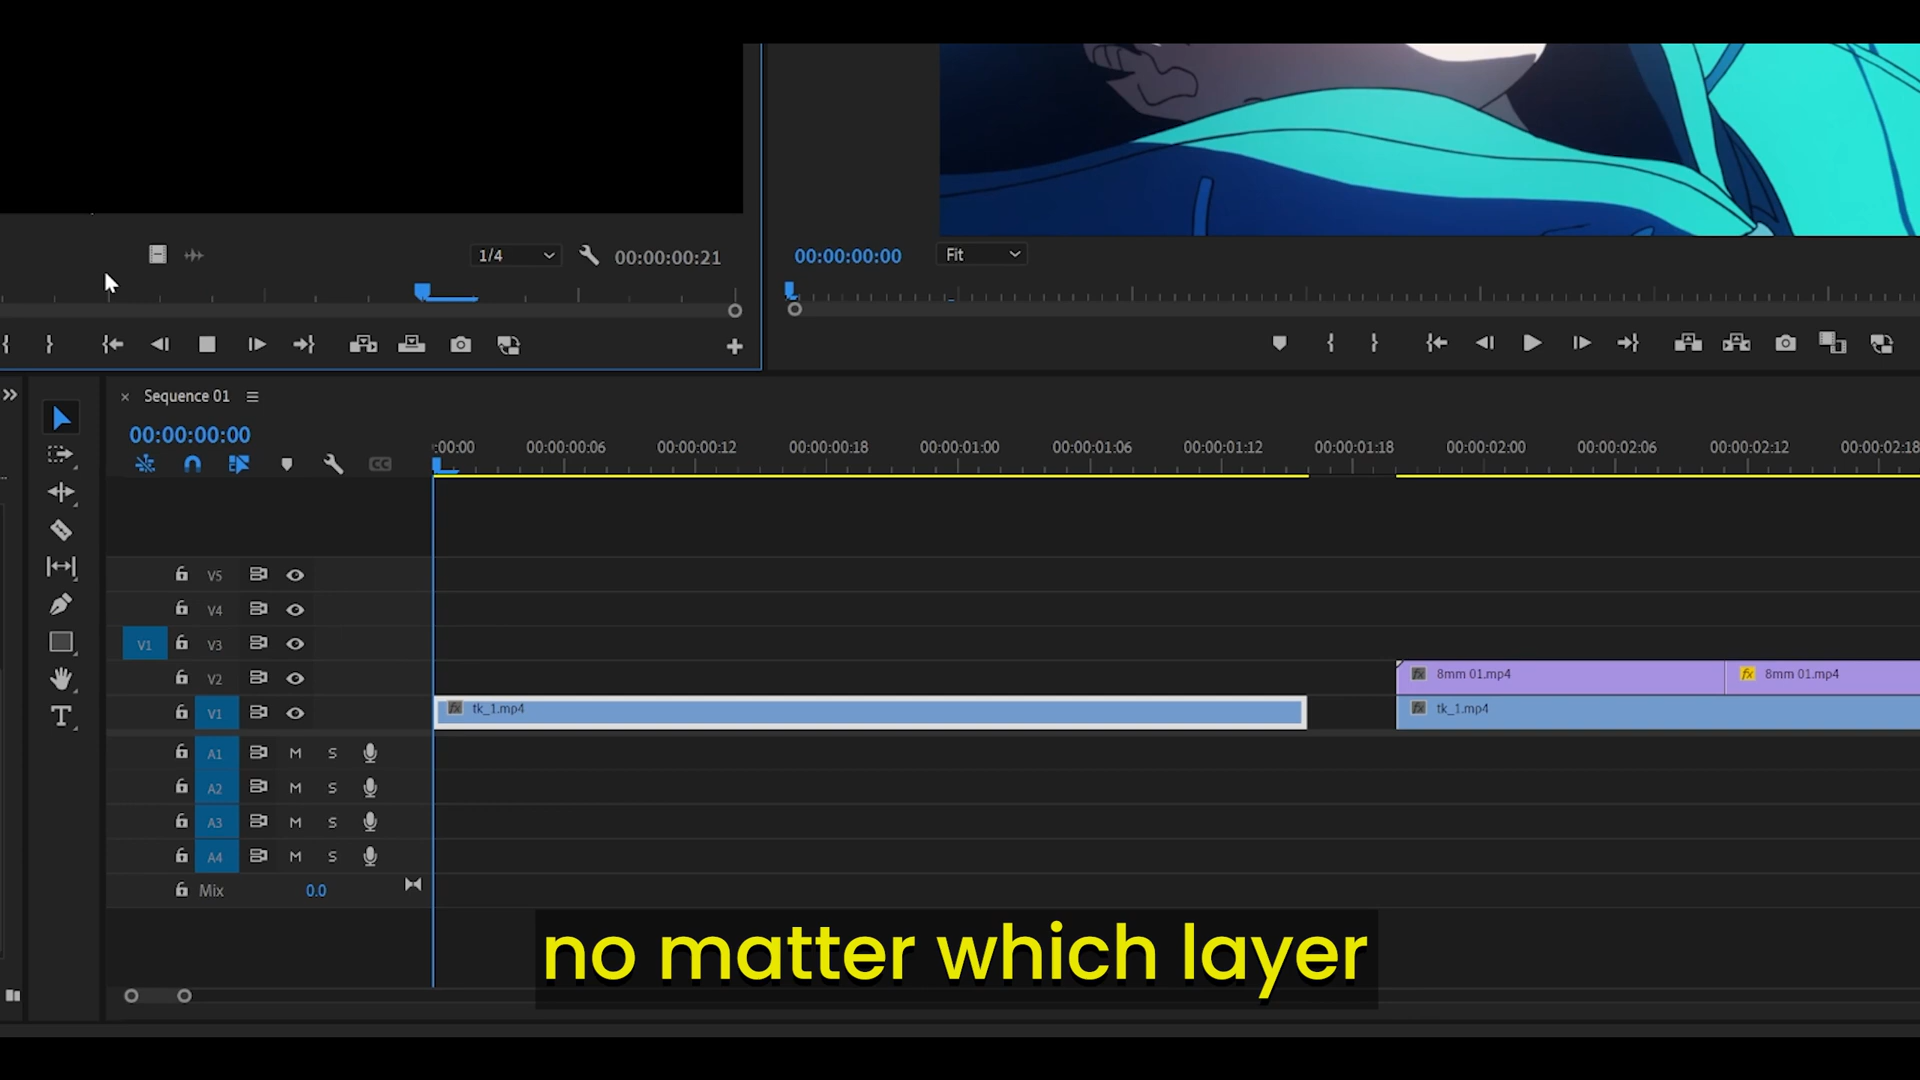 1/4
00:00:00:21
00:00:00:00
Fit
Sequence 01
00:00:00:00
:00:00
00:00:00:06
00:00:00:12
00:00:00:18
00:00:01:00
00:00:01:06
00:00:01:12
00:00:01:18
00:00:02:00
00:00:02:06
00:00:02:12
00:00:02:18
V5
V4
V1 V3
V2
8mm 01.mp4
8mm 01.mp4
V1
tk_1.mp4
tk_1.mp4
A1 M S
A2 M S
A3 M S
A4 M S
Mix 0.0
no matter which layer